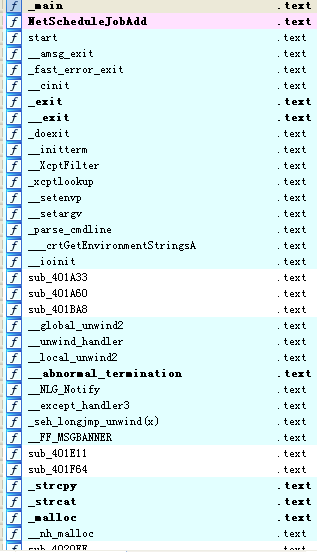 f _main .text
f NetScheduleJobAdd .text
f start .text
f __amsg_exit .text
f _fast_error_exit .text
f __cinit .text
f _exit .text
f __exit .text
f _doexit .text
f __initterm .text
f __XcptFilter .text
f _xcptlookup .text
f __setenvp .text
f __setargv .text
f _parse_cmdline .text
f ___crtGetEnvironmentStringsA .text
f __ioinit .text
f sub_401A33 .text
f sub_401A60 .text
f sub_401BA8 .text
f __global_unwind2 .text
f __unwind_handler .text
f __local_unwind2 .text
f __abnormal_termination .text
f __NLG_Notify .text
f __except_handler3 .text
f _seh_longjmp_unwind(x) .text
f __FF_MSGBANNER .text
f sub_401E11 .text
f sub_401F64 .text
f _strcpy .text
f _strcat .text
f _malloc .text
f __nh_malloc .text
f sub_4020FE .text